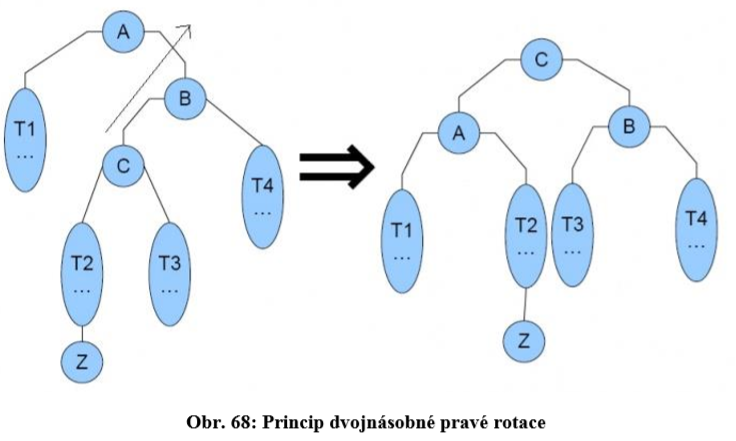 A
B
T1
...
C
T4
...
T2
...
T3
...
Z
C
A
B
T1
...
T2
...
T3
...
T4
...
Z
Obr. 68: Princip dvojnásobné pravé rotace